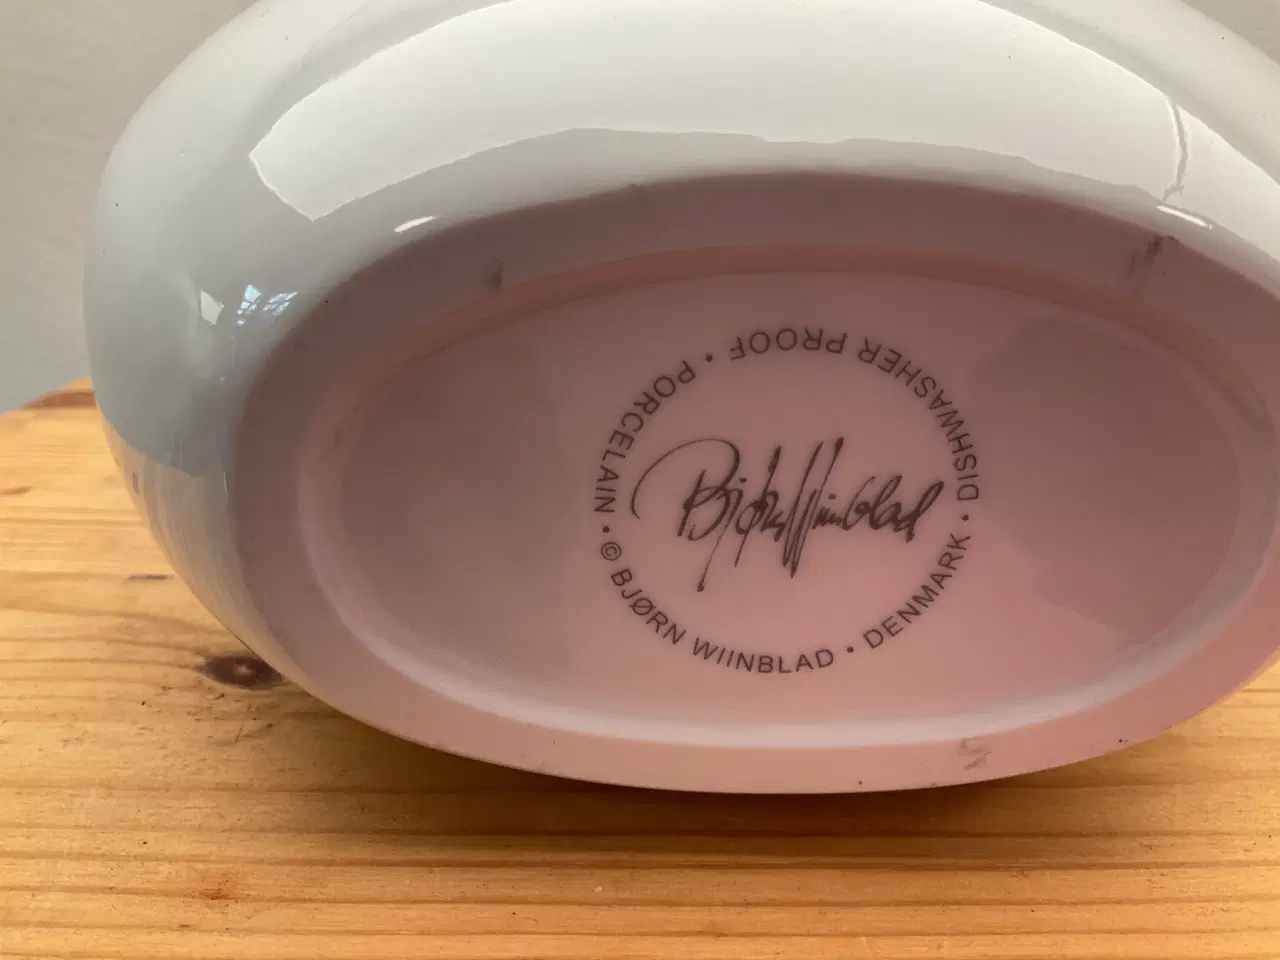 © BJØRN WIINBLAD • DENMARK • DISHWASHER PROOF • PORCELAIN •
Bjørn Wiinblad